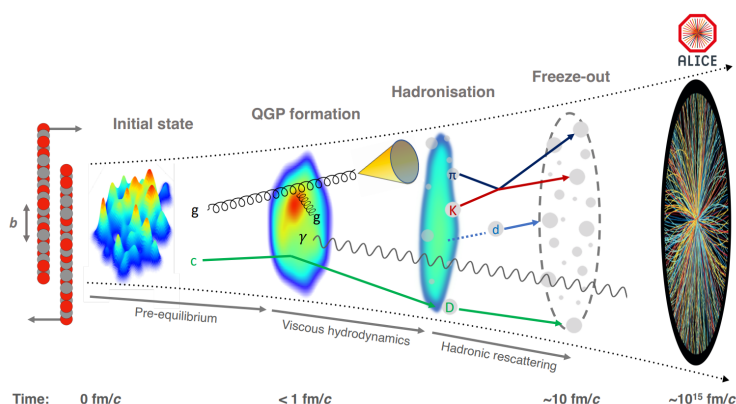 ALICE
Freeze-out
Hadronisation
QGP formation
Initial state
b
g
g
γ
c
π
K
d
D
Pre-equilibrium
Viscous hydrodynamics
Hadronic rescattering
Time: 0 fm/c < 1 fm/c ~10 fm/c ~10¹⁵ fm/c